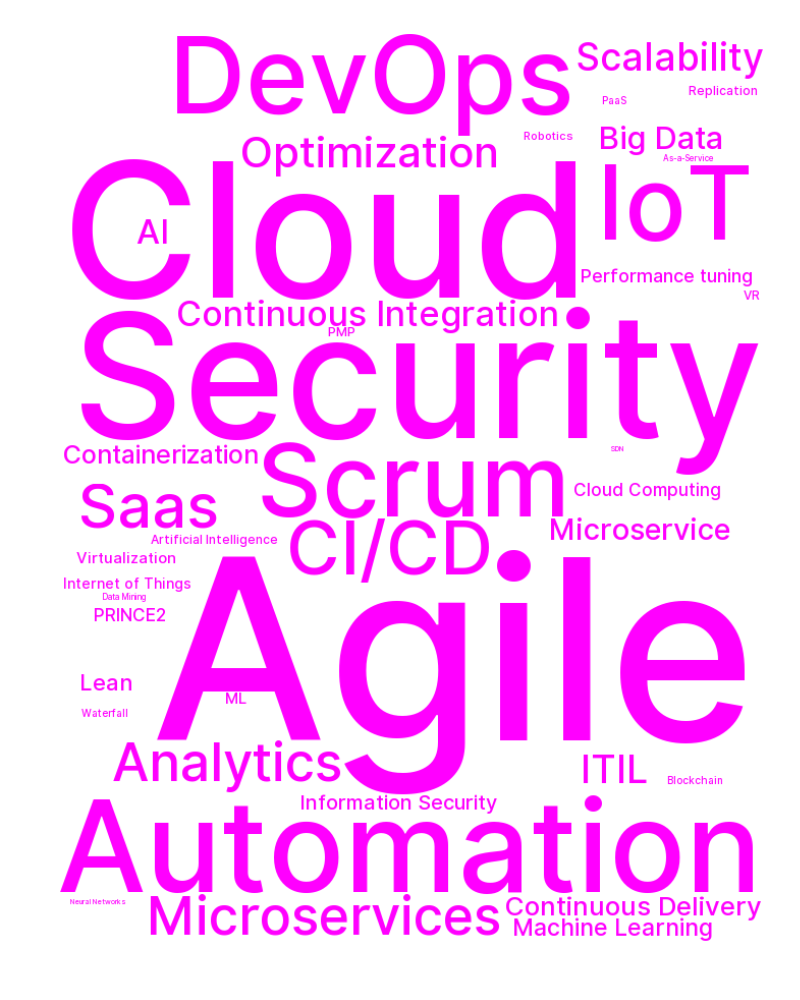 DevOps
Scalability
PaaS
Replication
Optimization
Robotics
Big Data
As-a-Service
Cloud
IoT
AI
Performance tuning
VR
Continuous Integration
PMP
Security
Containerization
SDN
Scrum
Saas
Cloud Computing
Artificial Intelligence
CI/CD
Microservice
Virtualization
Internet of Things
Data Mining
PRINCE2
Agile
Lean
ML
Waterfall
Analytics
ITIL
Blockchain
Information Security
Automation
Neural Networks
Microservices
Continuous Delivery
Machine Learning